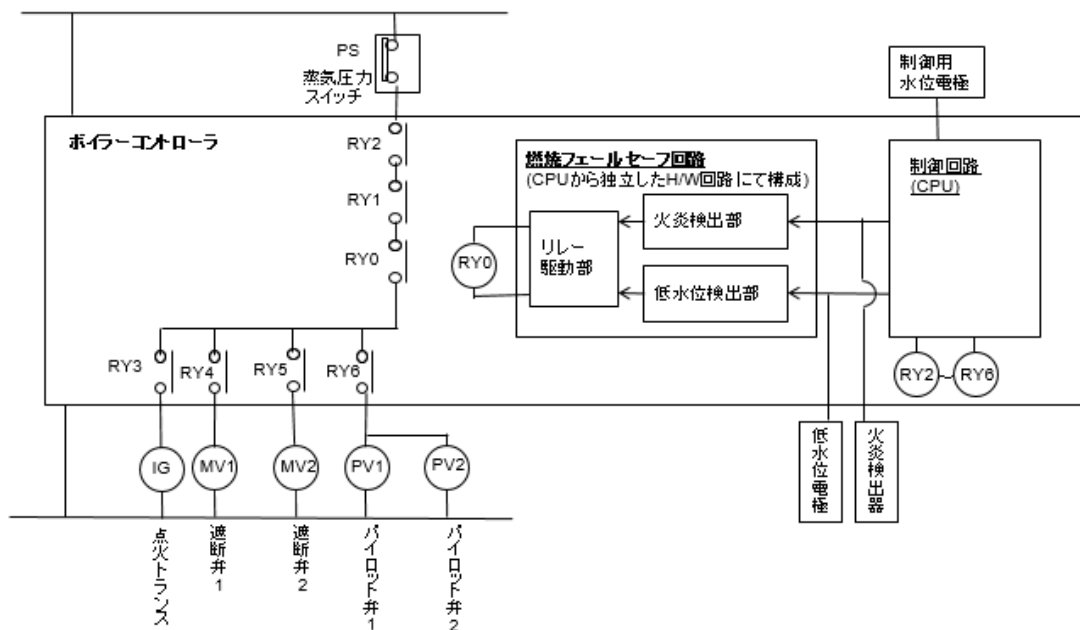 PS
蒸気圧力
スイッチ
制御用
水位電極
ボイラーコントローラ
RY2
RY1
RY0
燃焼フェールセーフ回路
(CPUから独立したH/W回路にて構成)
火炎検出部
リレー
駆動部
低水位検出部
RY0
制御回路
(CPU)
RY2
RY6
RY3
RY4
RY5
RY6
IG
MV1
MV2
PV1
PV2
低水位電極
火炎検出器
点火トランス
遮断弁1
遮断弁2
パイロット弁1
パイロット弁2